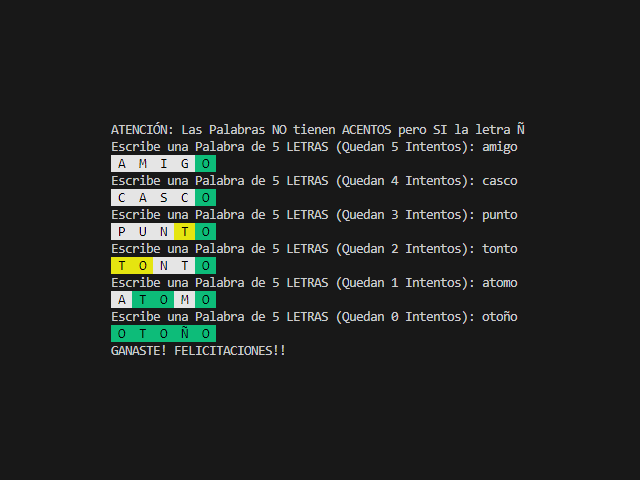 ATENCIÓN: Las Palabras NO tienen ACENTOS pero SI la letra Ñ
Escribe una Palabra de 5 LETRAS (Quedan 5 Intentos): amigo
A M I G O
Escribe una Palabra de 5 LETRAS (Quedan 4 Intentos): casco
C A S C O
Escribe una Palabra de 5 LETRAS (Quedan 3 Intentos): punto
P U N T O
Escribe una Palabra de 5 LETRAS (Quedan 2 Intentos): tonto
T O N T O
Escribe una Palabra de 5 LETRAS (Quedan 1 Intentos): atomo
A T O M O
Escribe una Palabra de 5 LETRAS (Quedan 0 Intentos): otoño
O T O Ñ O
GANASTE! FELICITACIONES!!